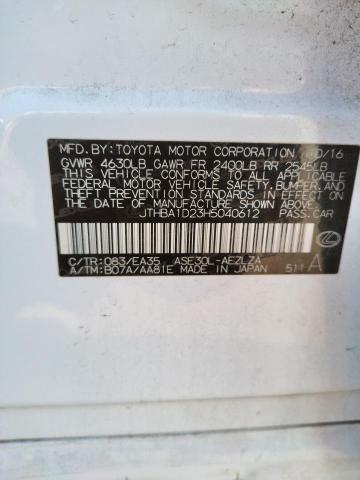 MFD.BY: TOYOTA MOTOR CORPORATION 10/16
GVWR 4630LB GAWR FR 2400LB RR 2545LB
THIS VEHICLE CONFORMS TO ALL APPLICABLE
FEDERAL MOTOR VEHICLE SAFETY, BUMPER, AND
THEFT PREVENTION STANDARDS IN EFFECT ON
THE DATE OF MANUFACTURE SHOWN ABOVE.
JTHBA1D23H5040612 PASS.CAR
C/TR: 083/EA35 ASE30L-AEZLZA
A/TM: B07A/AA81E MADE IN JAPAN 511 A